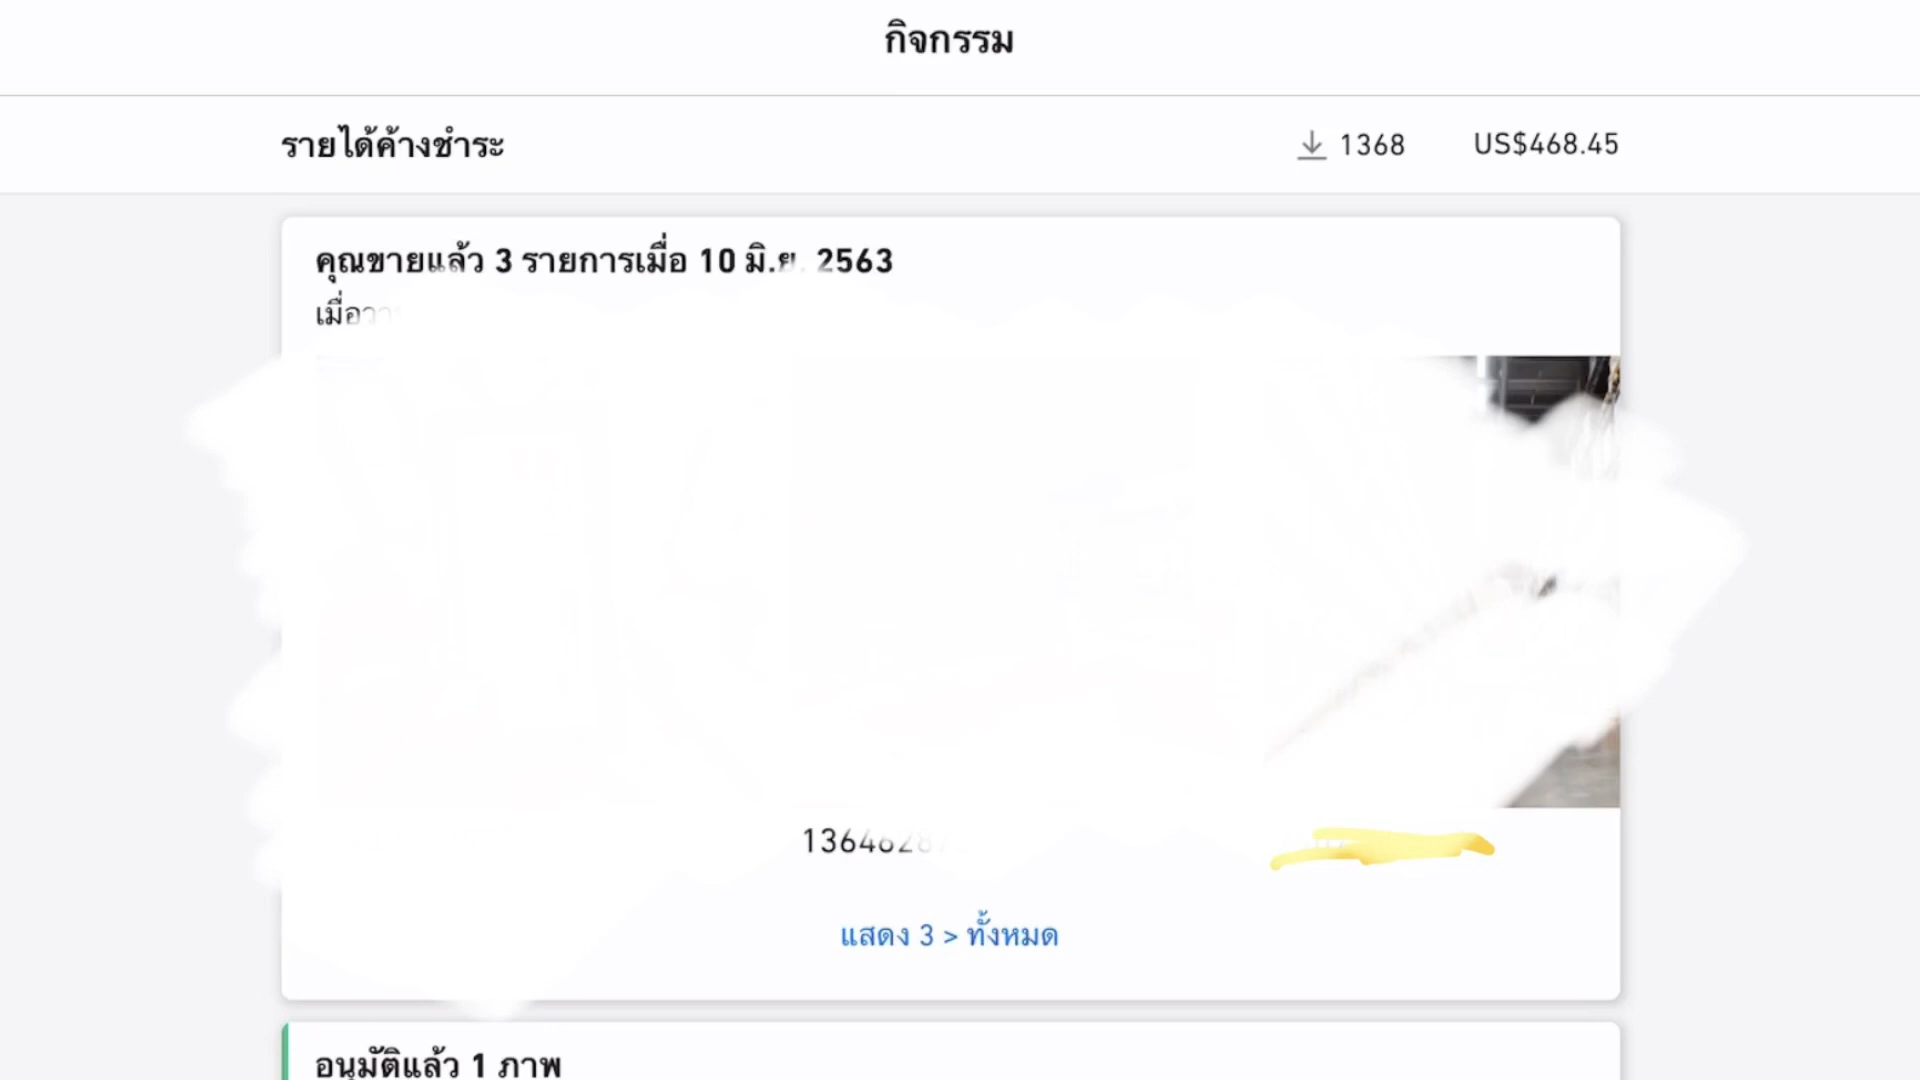 กิจกรรม
รายได้ค้างชำระ 1368 US$468.45
คุณขายแล้ว 3 รายการเมื่อ 10 มิ.ย. 2563
แสดง 3 > ทั้งหมด
อนุมัติแล้ว 1 ภาพ